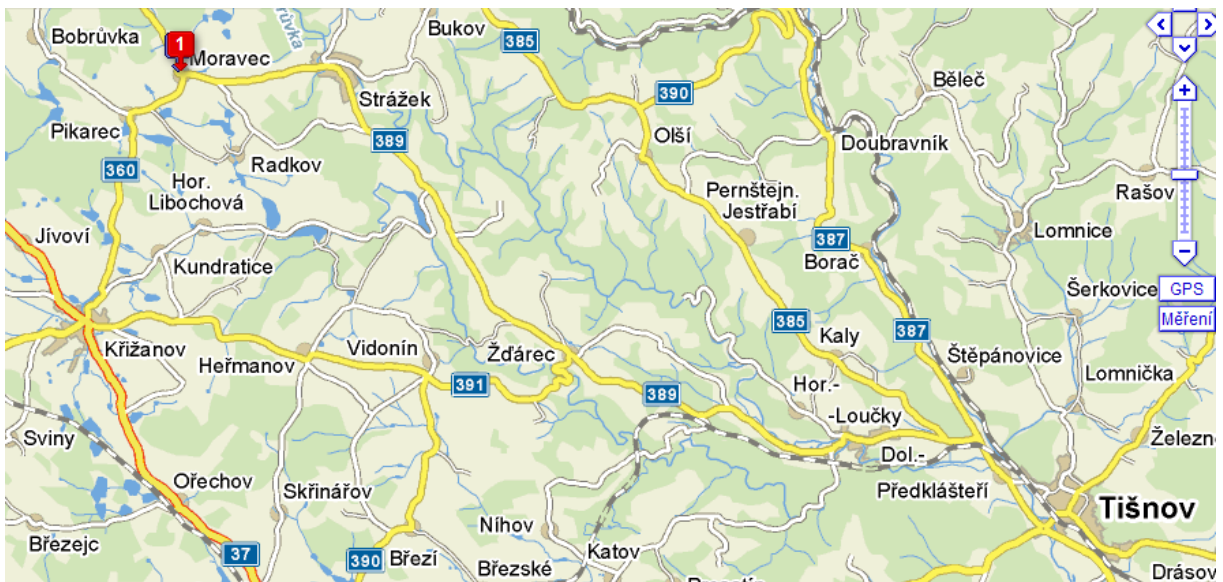 Bobrůvka
1
Moravec
Bukov
385
Běleč
+
Strážek
390
Pikarec
389
Olší
Doubravník
360
Radkov
Hor.
Libochová
Pernštejn.
Jestřabí
Rašov
Jívoví
387
Lomnice
Kundratice
Borač
Šerkovice
GPS
385
Kaly
387
Měření
Křižanov
Heřmanov
Vidonín
Žďárec
Štěpánovice
391
389
Hor.-
-Loučky
Lomnička
Sviny
Dol.-
Železn
Ořechov
Skřinářov
Předklášteří
Tišnov
Níhov
Březejc
37
390
Březí
Březské
Katov
Drásov